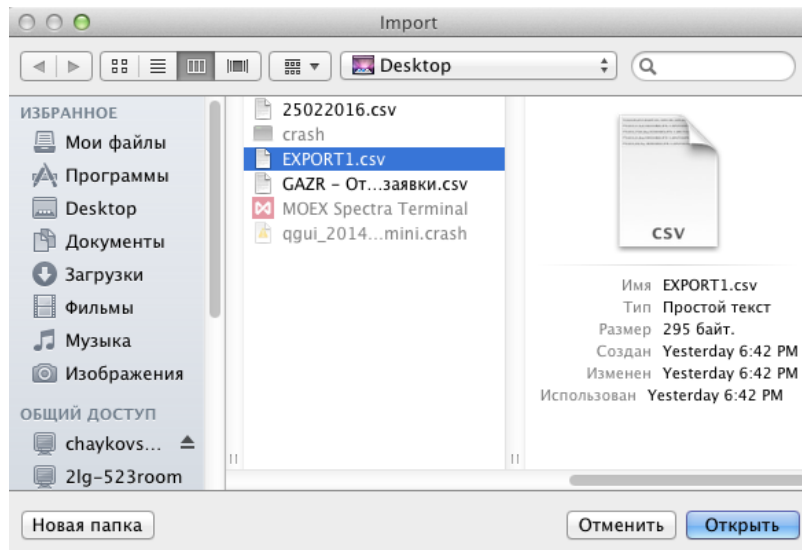 Import
Desktop
ИЗБРАННОЕ
Мои файлы
Программы
Desktop
Документы
Загрузки
Фильмы
Музыка
Изображения
ОБЩИЙ ДОСТУП
chaykovs...
2lg-523room
25022016.csv
crash
EXPORT1.csv
GAZR – От...заявки.csv
MOEX Spectra Terminal
qgui_2014...mini.crash
CSV
Имя EXPORT1.csv
Тип Простой текст
Размер 295 байт.
Создан Yesterday 6:42 PM
Изменен Yesterday 6:42 PM
Использован Yesterday 6:42 PM
Новая папка
Отменить
Открыть